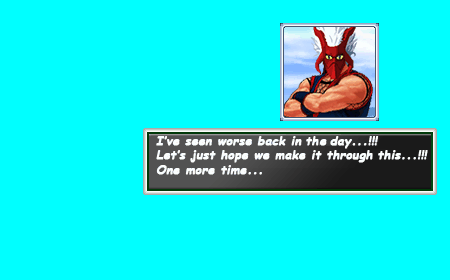 I've seen worse back in the day...!!!
Let's just hope we make it through this...!!!
One more time...